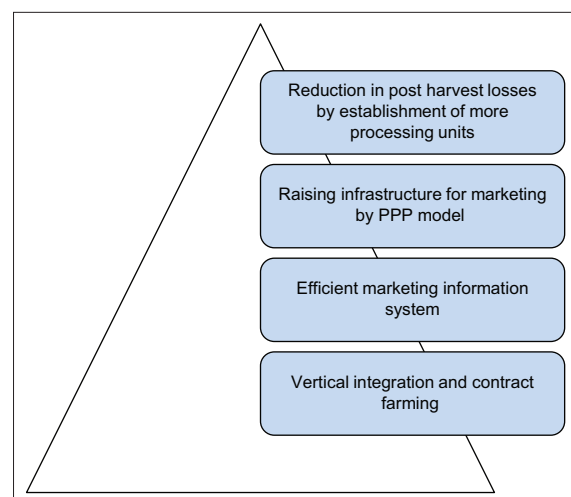 Reduction in post harvest losses
by establishment of more
processing units
Raising infrastructure for marketing
by PPP model
Efficient marketing information
system
Vertical integration and contract
farming